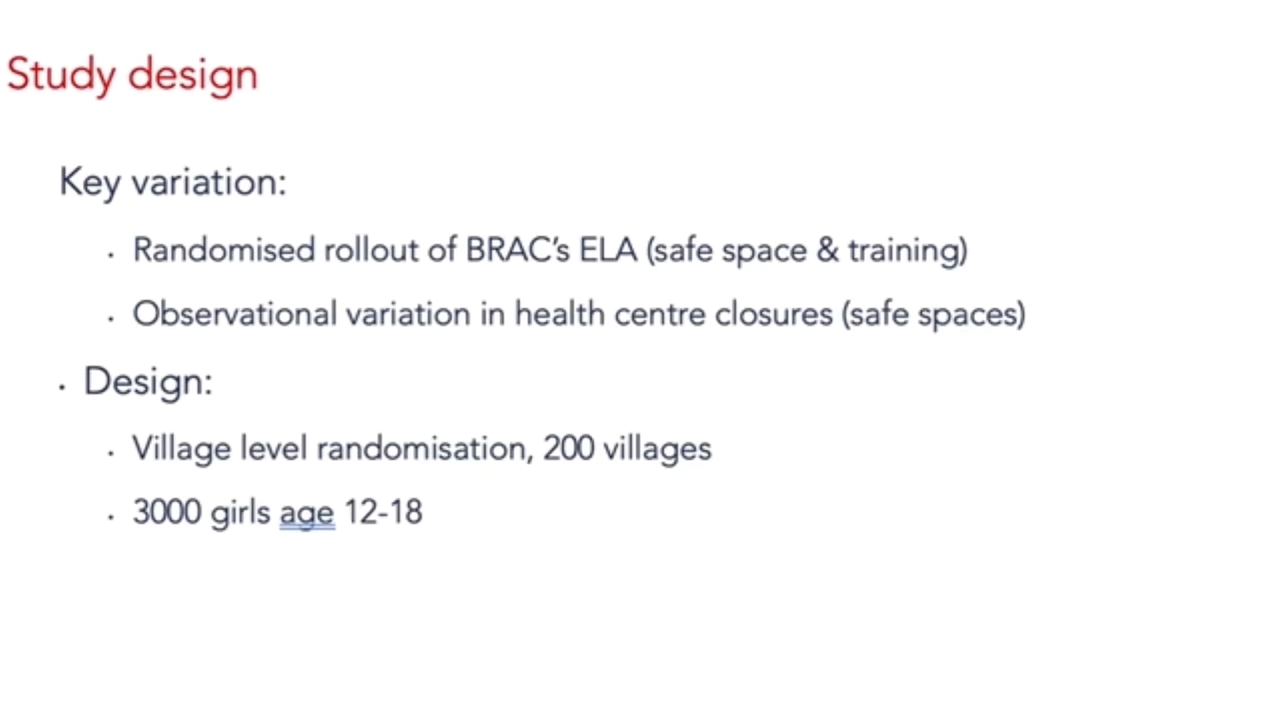 Study design
Key variation:
· Randomised rollout of BRAC’s ELA (safe space & training)
· Observational variation in health centre closures (safe spaces)
· Design:
· Village level randomisation, 200 villages
· 3000 girls age 12-18